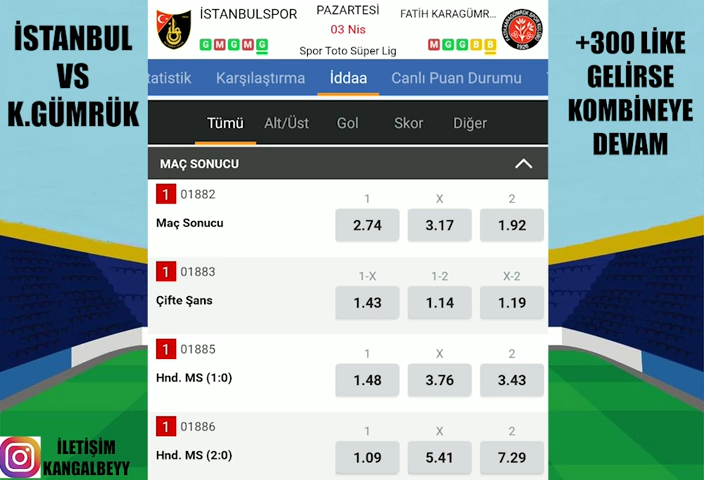 İSTANBUL
VS
K.GÜMRÜK
İSTANBULSPOR
G M G M G
PAZARTESİ
03 Nis
Spor Toto Süper Lig
FATİH KARAGÜMR...
M G G B B
+300 LİKE
GELİRSE
KOMBİNEYE
DEVAM
tatistik Karşılaştırma İddaa Canlı Puan Durumu
Tümü Alt/Üst Gol Skor Diğer
MAÇ SONUCU
1 01882
Maç Sonucu
1 X 2
2.74 3.17 1.92
1 01883
Çifte Şans
1-X 1-2 X-2
1.43 1.14 1.19
1 01885
Hnd. MS (1:0)
1 X 2
1.48 3.76 3.43
1 01886
Hnd. MS (2:0)
1 X 2
1.09 5.41 7.29
İLETİŞİM
KANGALBEYY